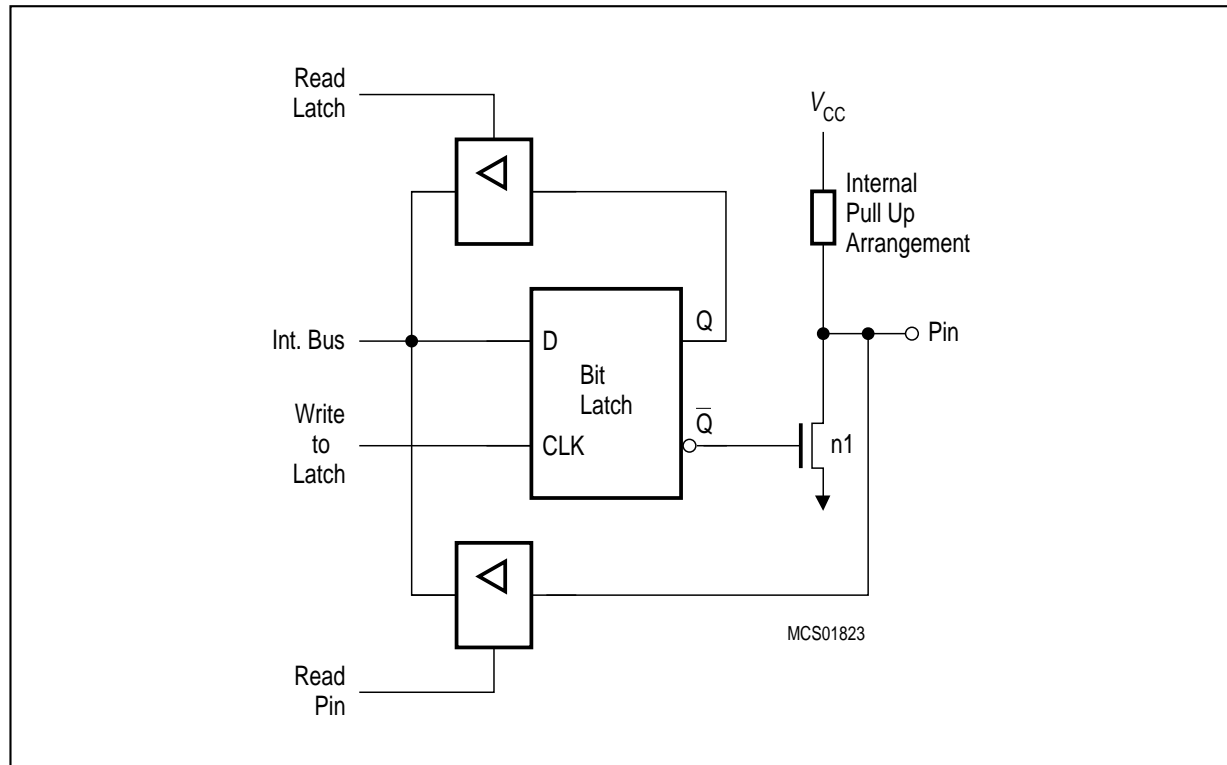 Read
Latch
V_CC
Internal
Pull Up
Arrangement
Int. Bus
D
Q
Pin
Bit
Latch
Write
to
Latch
CLK
Q̅
n1
MCS01823
Read
Pin